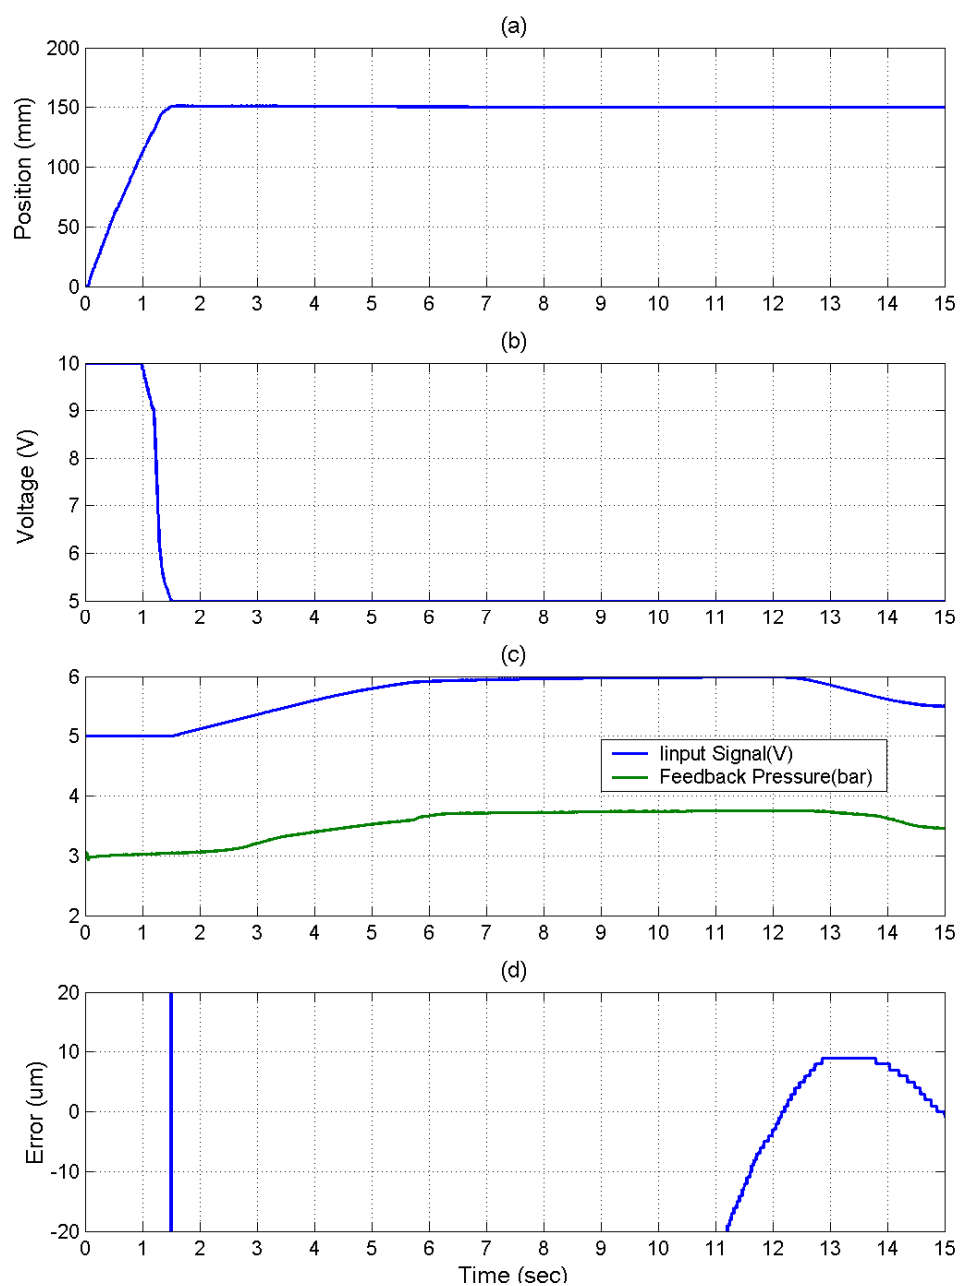 (a)
200
150
100
50
0
Position (mm)
0 1 2 3 4 5 6 7 8 9 10 11 12 13 14 15
(b)
10
9
8
7
6
5
Voltage (V)
0 1 2 3 4 5 6 7 8 9 10 11 12 13 14 15
(c)
6
5
4
3
2
Iinput Signal(V)
Feedback Pressure(bar)
0 1 2 3 4 5 6 7 8 9 10 11 12 13 14 15
(d)
20
10
0
-10
-20
Error (um)
0 1 2 3 4 5 6 7 8 9 10 11 12 13 14 15
Time (sec)